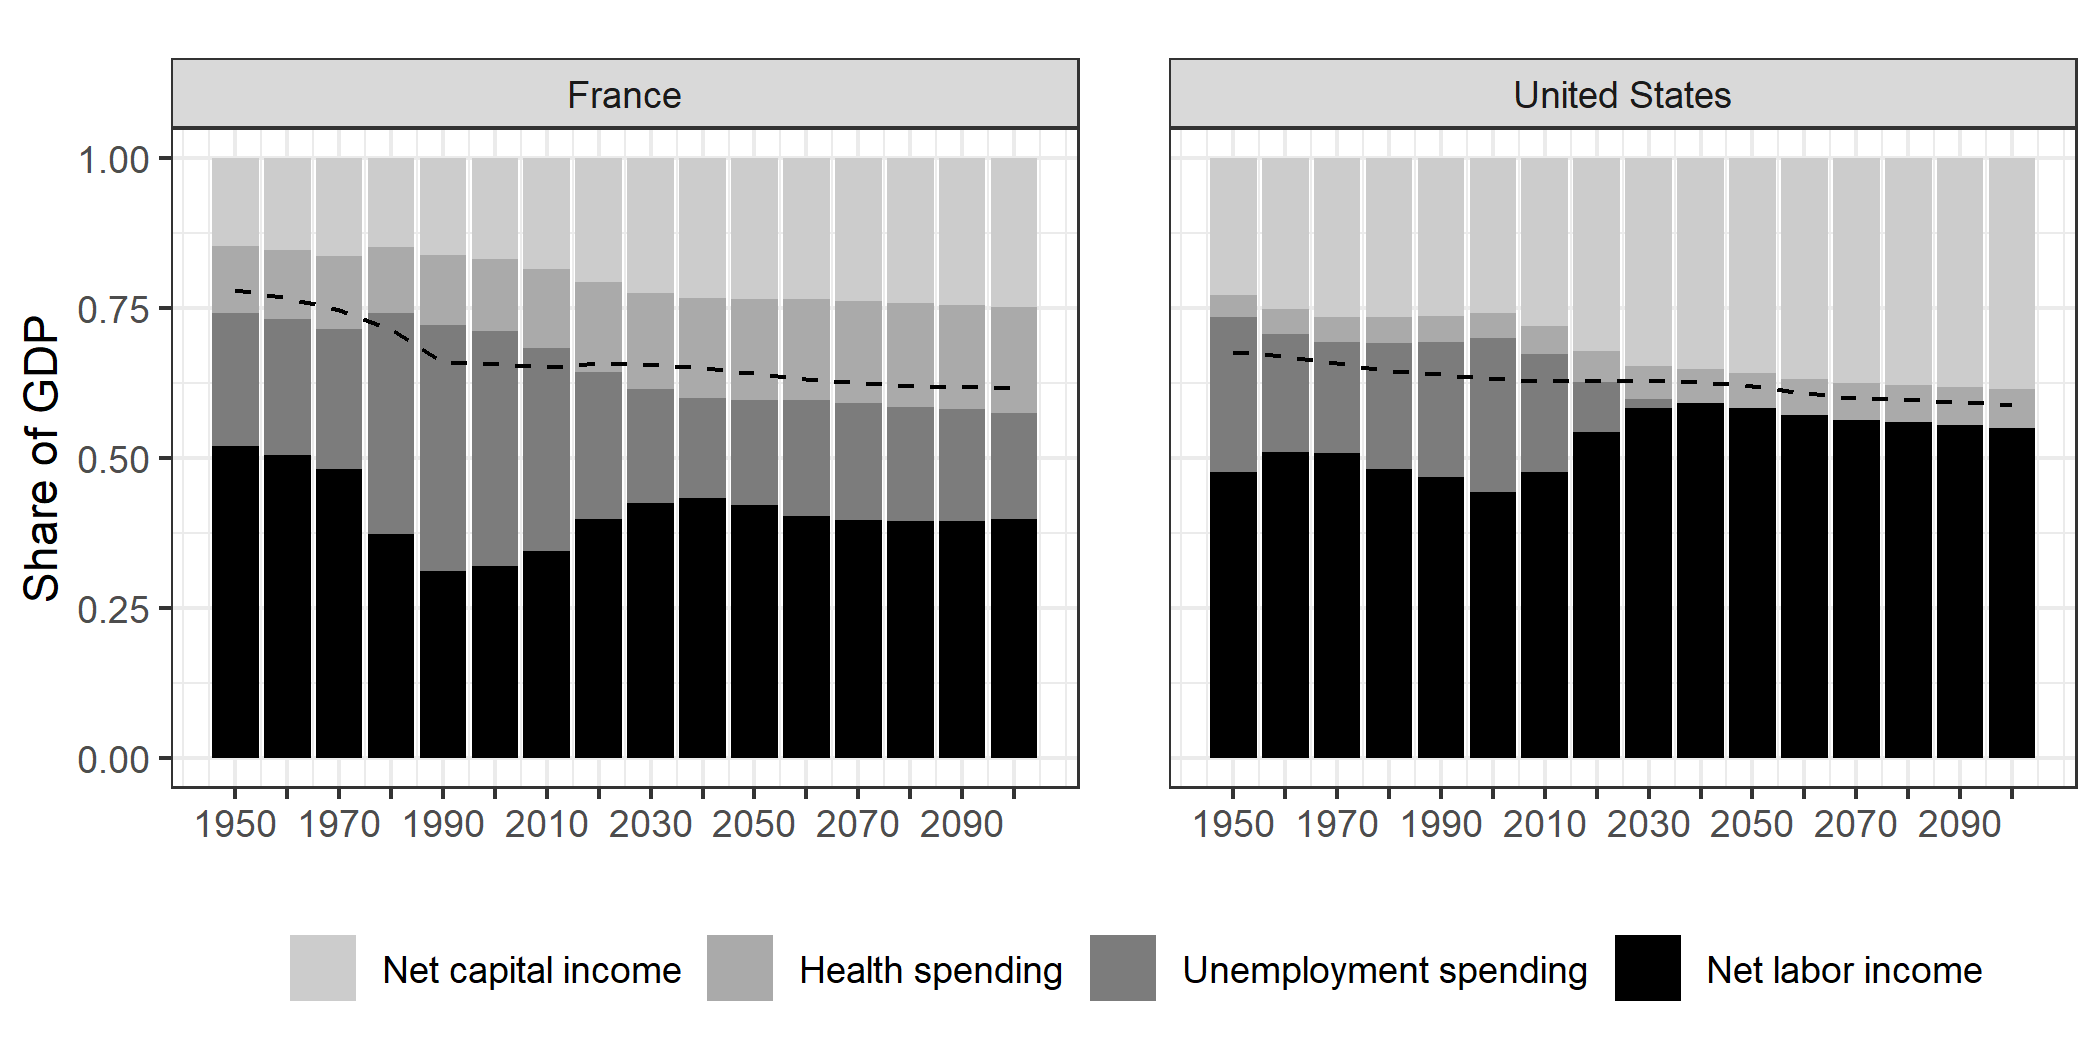 France
United States
Share of GDP
1.00
0.75
0.50
0.25
0.00
1950 1970 1990 2010 2030 2050 2070 2090
1950 1970 1990 2010 2030 2050 2070 2090
Net capital income Health spending Unemployment spending Net labor income